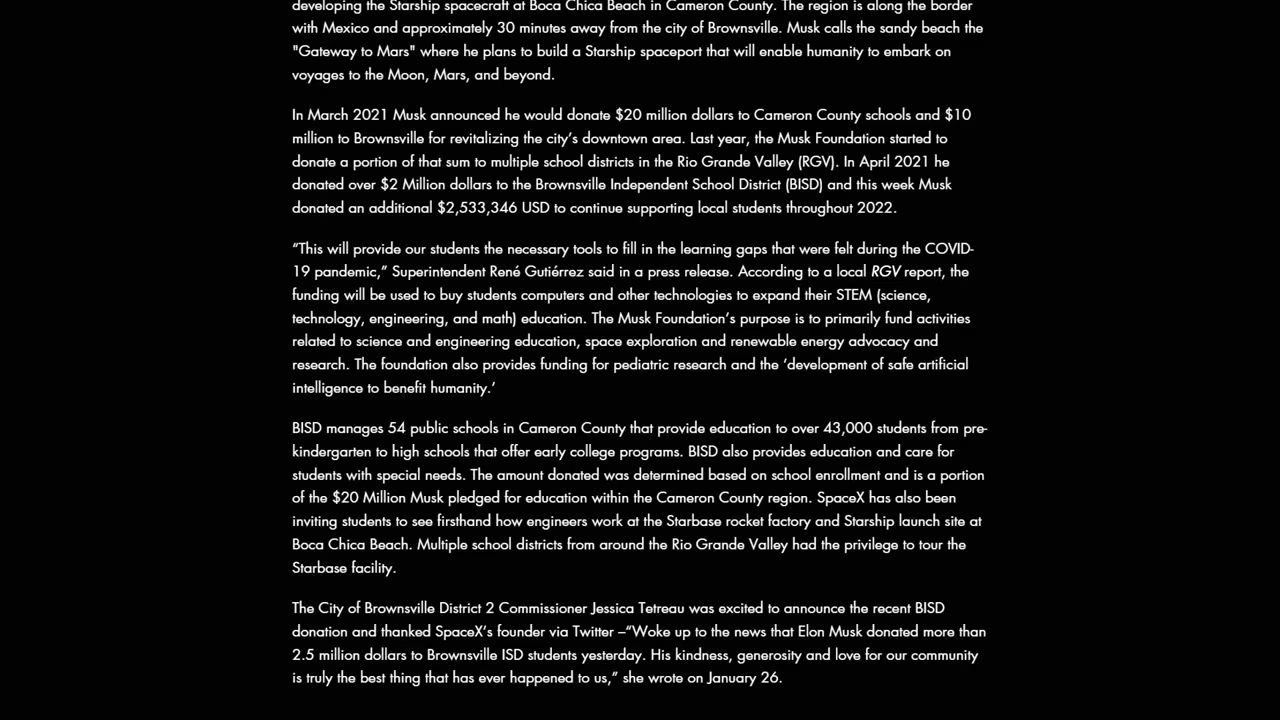 developing the Starship spacecraft at Boca Chica Beach in Cameron County. The region is along the border
with Mexico and approximately 30 minutes away from the city of Brownsville. Musk calls the sandy beach the
"Gateway to Mars" where he plans to build a Starship spaceport that will enable humanity to embark on
voyages to the Moon, Mars, and beyond.
In March 2021 Musk announced he would donate $20 million dollars to Cameron County schools and $10
million to Brownsville for revitalizing the city’s downtown area. Last year, the Musk Foundation started to
donate a portion of that sum to multiple school districts in the Rio Grande Valley (RGV). In April 2021 he
donated over $2 Million dollars to the Brownsville Independent School District (BISD) and this week Musk
donated an additional $2,533,346 USD to continue supporting local students throughout 2022.
“This will provide our students the necessary tools to fill in the learning gaps that were felt during the COVID-
19 pandemic,” Superintendent René Gutiérrez said in a press release. According to a local RGV report, the
funding will be used to buy students computers and other technologies to expand their STEM (science,
technology, engineering, and math) education. The Musk Foundation’s purpose is to primarily fund activities
related to science and engineering education, space exploration and renewable energy advocacy and
research. The foundation also provides funding for pediatric research and the ‘development of safe artificial
intelligence to benefit humanity.’
BISD manages 54 public schools in Cameron County that provide education to over 43,000 students from pre-
kindergarten to high schools that offer early college programs. BISD also provides education and care for
students with special needs. The amount donated was determined based on school enrollment and is a portion
of the $20 Million Musk pledged for education within the Cameron County region. SpaceX has also been
inviting students to see firsthand how engineers work at the Starbase rocket factory and Starship launch site at
Boca Chica Beach. Multiple school districts from around the Rio Grande Valley had the privilege to tour the
Starbase facility.
The City of Brownsville District 2 Commissioner Jessica Tetreau was excited to announce the recent BISD
donation and thanked SpaceX’s founder via Twitter –“Woke up to the news that Elon Musk donated more than
2.5 million dollars to Brownsville ISD students yesterday. His kindness, generosity and love for our community
is truly the best thing that has ever happened to us,” she wrote on January 26.